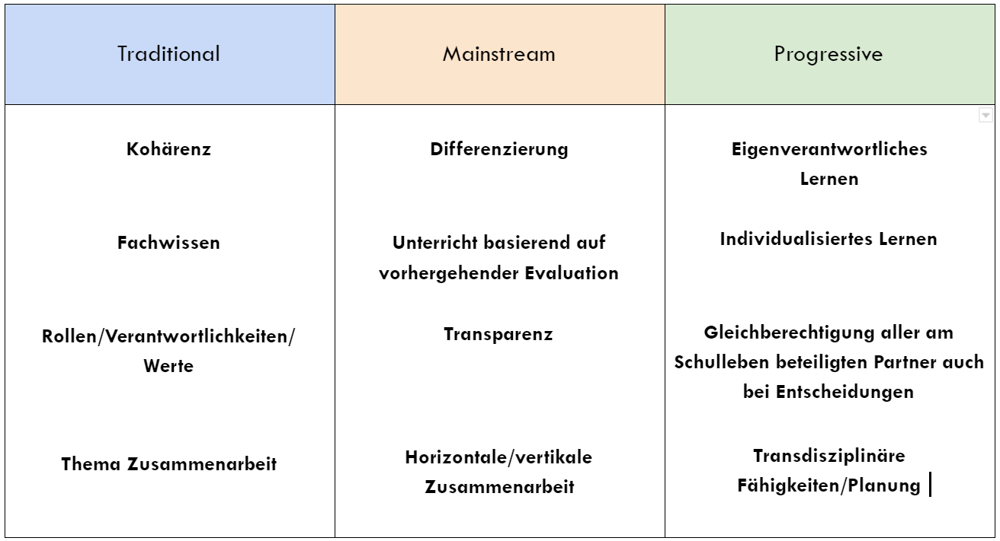 Traditional
Mainstream
Progressive
Kohärenz
Differenzierung
Eigenverantwortliches
Lernen
Fachwissen
Unterricht basierend auf
vorhergehender Evaluation
Individualisiertes Lernen
Rollen/Verantwortlichkeiten/
Werte
Transparenz
Gleichberechtigung aller am
Schulleben beteiligten Partner auch
bei Entscheidungen
Thema Zusammenarbeit
Horizontale/vertikale
Zusammenarbeit
Transdisziplinäre
Fähigkeiten/Planung